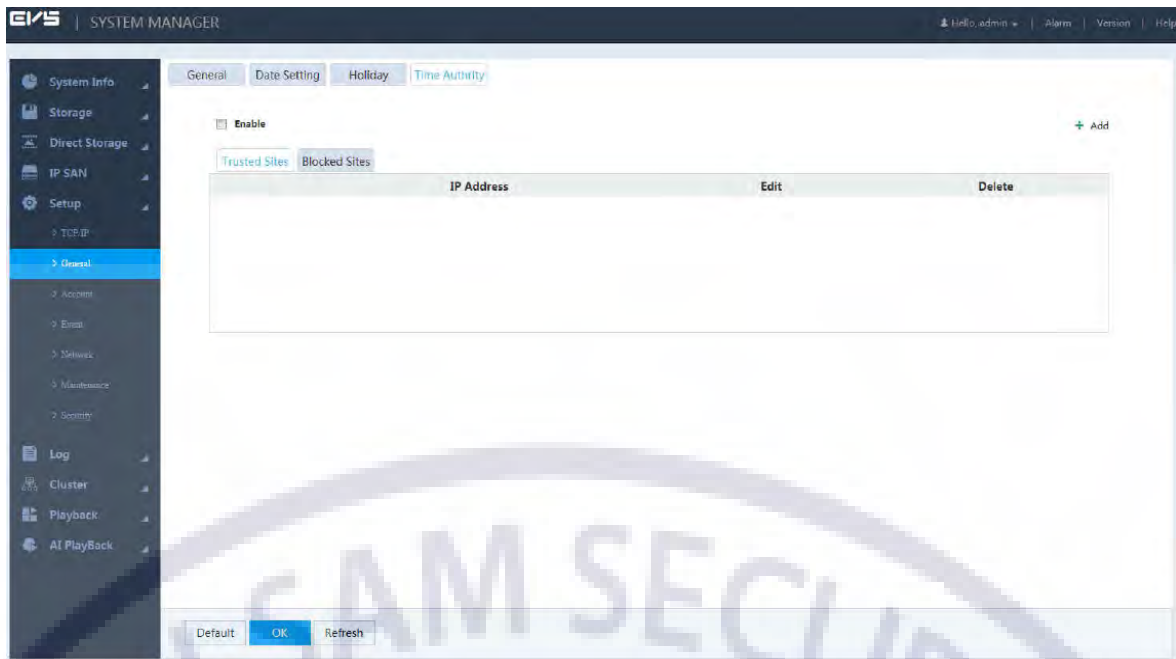 EVS | SYSTEM MANAGER
Hello, admin | Alarm | Version | Help
System Info
Storage
Direct Storage
IP SAN
Setup
> TCP/IP
> General
> Account
> Event
> Network
> Maintenance
> Security
Log
Cluster
Playback
AI PlayBack
General Date Setting Holiday Time Authrity
Enable
+ Add
Trusted Sites Blocked Sites
IP Address Edit Delete
Default OK Refresh